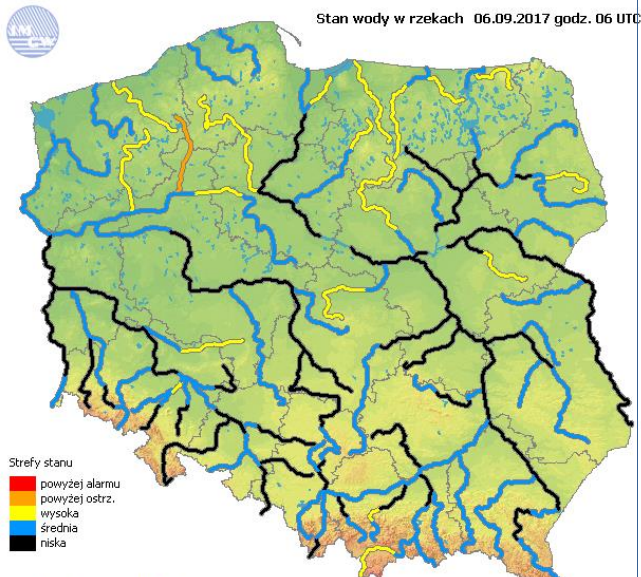 Stan wody w rzekach 06.09.2017 godz. 06 UTC
Strefy stanu
powyżej alarmu
powyżej ostrz.
wysoka
średnia
niska